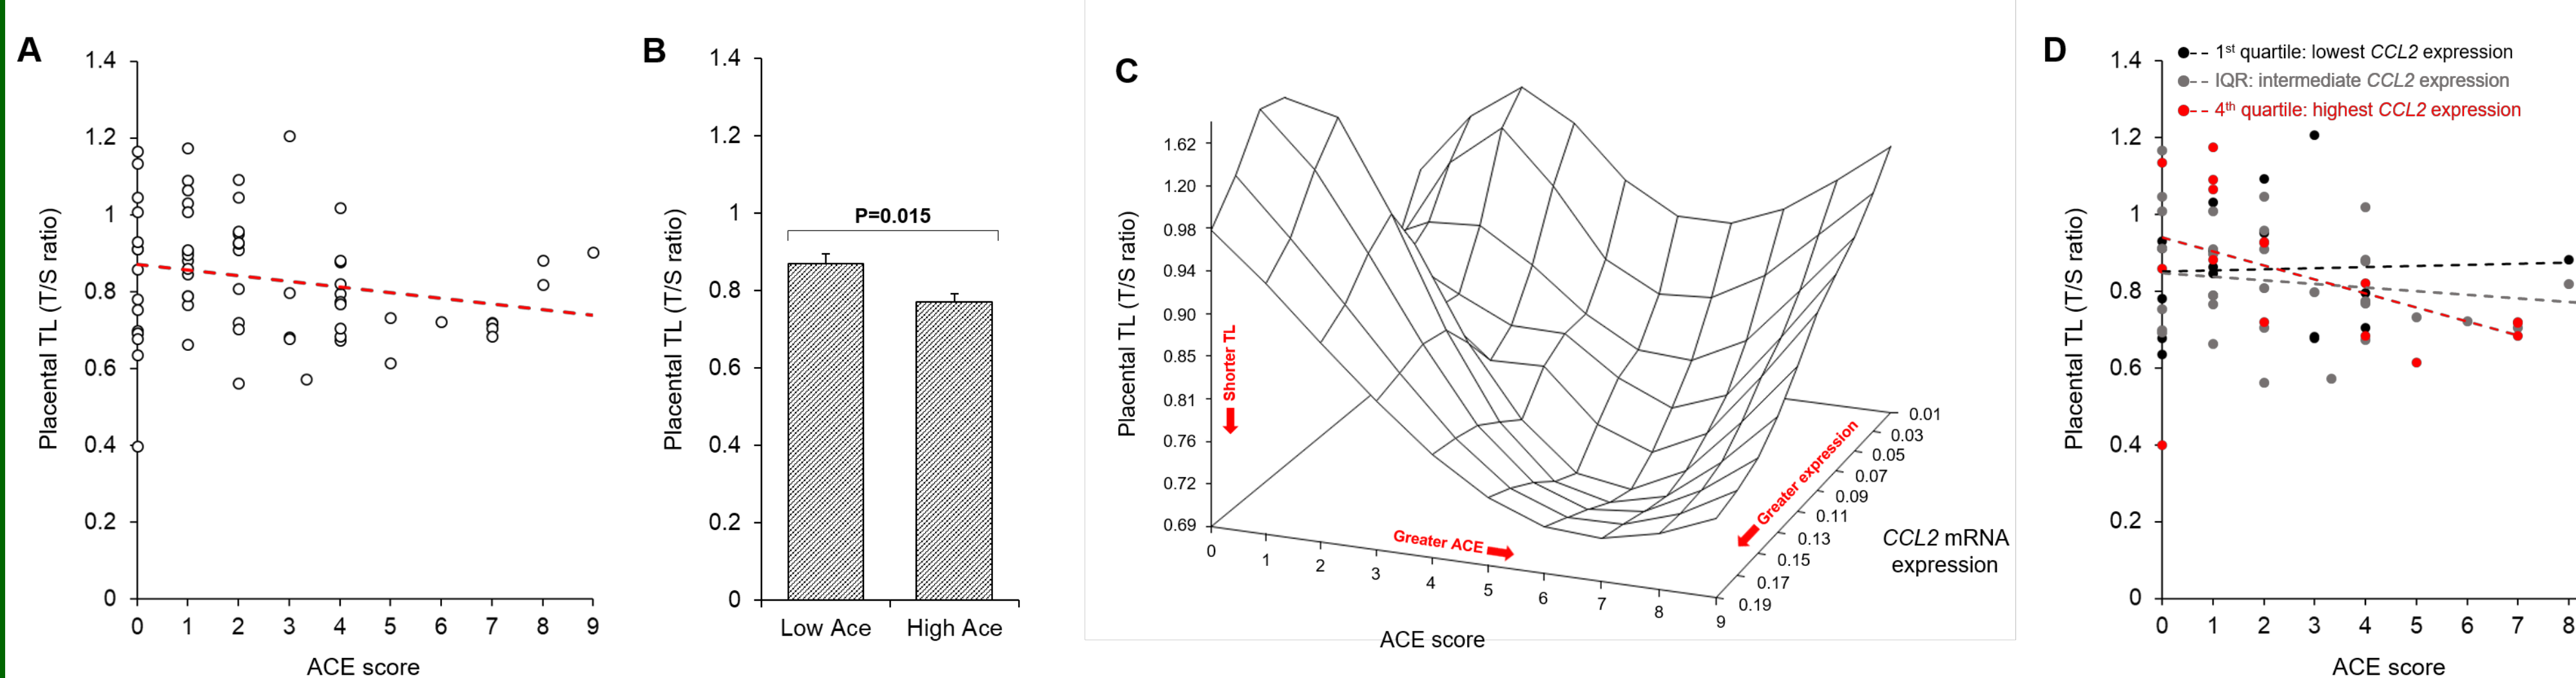 A
Placental TL (T/S ratio)
1.4
1.2
1
0.8
0.6
0.4
0.2
0
0 1 2 3 4 5 6 7 8 9
ACE score
B
Placental TL (T/S ratio)
1.4
1.2
1
0.8
0.6
0.4
0.2
0
P=0.015
Low Ace High Ace
C
Placental TL (T/S ratio)
1.62
1.20
0.98
0.94
0.90
0.85
0.81
0.76
0.72
0.69
Shorter TL
Greater ACE
0 1 2 3 4 5 6 7 8 9
ACE score
Greater expression
0.01
0.03
0.05
0.07
0.09
0.11
0.13
0.15
0.17
0.19
CCL2 mRNA
expression
D
1st quartile: lowest CCL2 expression
IQR: intermediate CCL2 expression
4th quartile: highest CCL2 expression
Placental TL (T/S ratio)
1.4
1.2
1
0.8
0.6
0.4
0.2
0
0 1 2 3 4 5 6 7 8
ACE score